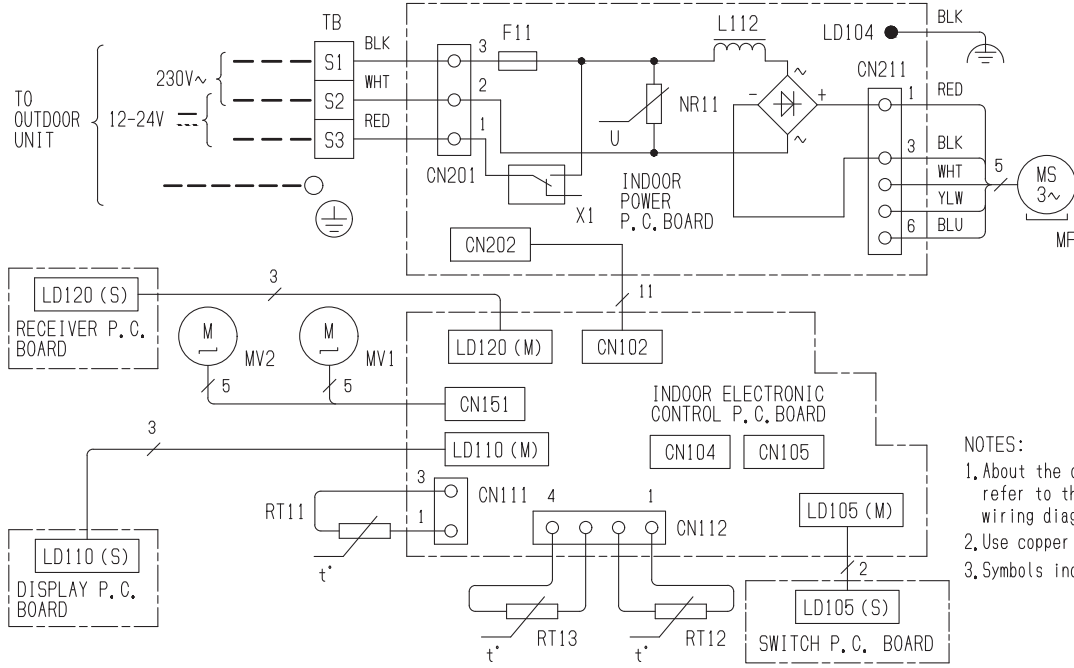 TB
BLK
WHT
RED
S1
S2
S3
230V~
12-24V
TO
OUTDOOR
UNIT
3
2
1
CN201
F11
L112
NR11
U
X1
~
~
-
+
LD104
BLK
CN211
1
3
6
RED
BLK
WHT
YLW
BLU
5
MS
3~
MF
INDOOR
POWER
P.C.BOARD
CN202
11
CN102
LD120(S)
3
RECEIVER P.C.
BOARD
LD120(M)
M
MV2
M
MV1
5
5
CN151
INDOOR ELECTRONIC
CONTROL P.C.BOARD
CN104
CN105
3
LD110(M)
LD110(S)
DISPLAY P.C.
BOARD
RT11
t°
3
1
CN111
4
1
CN112
RT13
t°
RT12
t°
LD105(M)
2
LD105(S)
SWITCH P.C. BOARD
NOTES:
1.About the
refer to th
wiring diag
2.Use copper
3.Symbols in